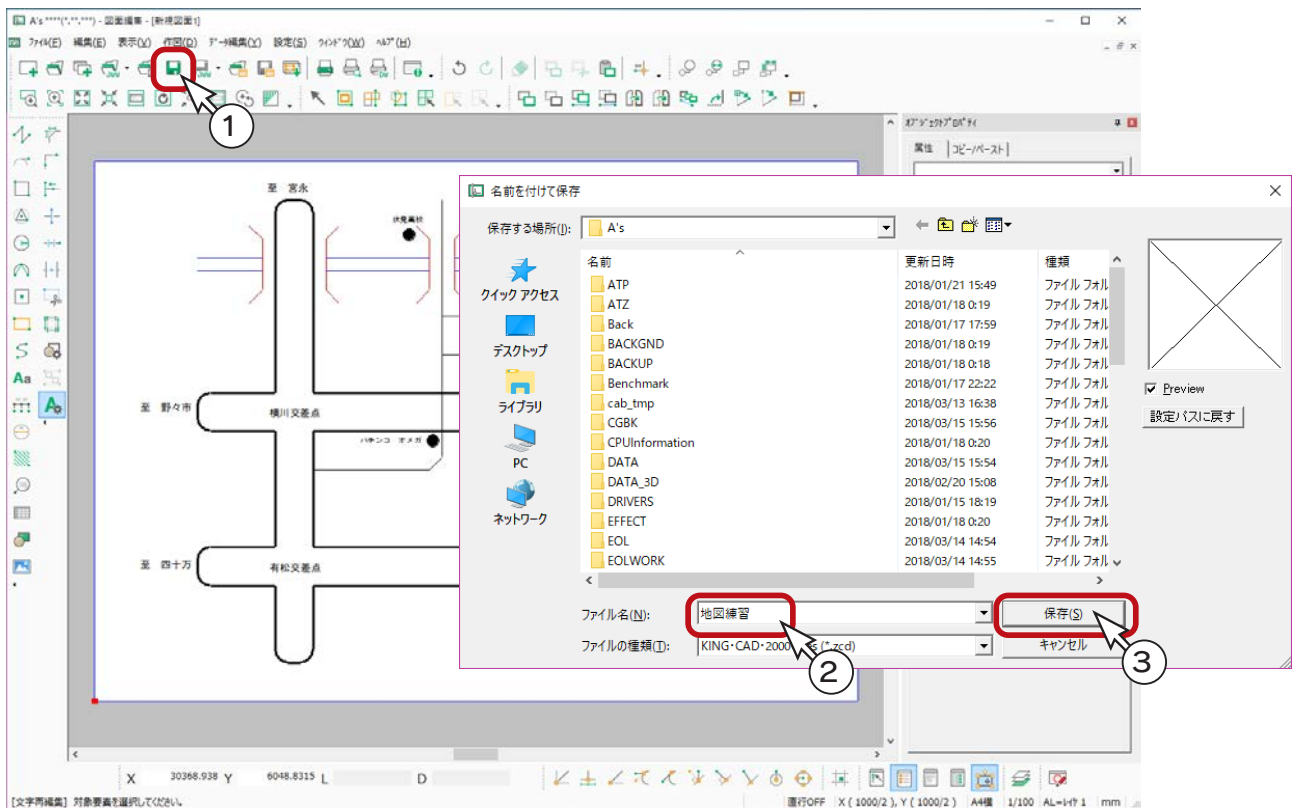 A's ****(*,**,***) - 図面編集 - [新規図面1]
ﾌｧｲﾙ(E) 編集(E) 表示(V) 作図(D) ﾃﾞｰﾀ編集(Y) 設定(S) ｳｨﾝﾄﾞｳ(W) ﾍﾙﾌﾟ(H)
1
ｵﾌﾞｼﾞｪｸﾄﾌﾟﾛﾊﾟﾃｨ
属性 コピー/ペースト
至 宮永
伏見高校
至 野々市
横川交差点
パチンコ オメガ
至 四十万
有松交差点
名前を付けて保存
保存する場所(I): A's
名前 更新日時 種類
クイック アクセス
デスクトップ
ライブラリ
PC
ネットワーク
ATP 2018/01/21 15:49 ファイル フォル
ATZ 2018/01/18 0:19 ファイル フォル
Back 2018/01/17 17:59 ファイル フォル
BACKGND 2018/01/18 0:19 ファイル フォル
BACKUP 2018/01/18 0:18 ファイル フォル
Benchmark 2018/01/17 22:22 ファイル フォル
cab_tmp 2018/03/13 16:38 ファイル フォル
CGBK 2018/03/15 15:56 ファイル フォル
CPUInformation 2018/01/18 0:20 ファイル フォル
DATA 2018/03/15 15:54 ファイル フォル
DATA_3D 2018/02/20 15:08 ファイル フォル
DRIVERS 2018/01/15 18:19 ファイル フォル
EFFECT 2018/01/18 0:20 ファイル フォル
EOL 2018/03/14 14:54 ファイル フォル
EOLWORK 2018/03/14 14:55 ファイル フォル
Preview
設定パスに戻す
ファイル名(N): 地図練習 保存(S)
ファイルの種類(T): KING・CAD・2000 s (*.zcd) キャンセル
2
3
X 30368.938 Y 6048.8315 L D
[文字再編集] 対象要素を選択してください。 直行OFF X ( 1000/2 ), Y ( 1000/2 ) A4横 1/100 AL=ﾚｲﾔ 1 mm
Aa
A